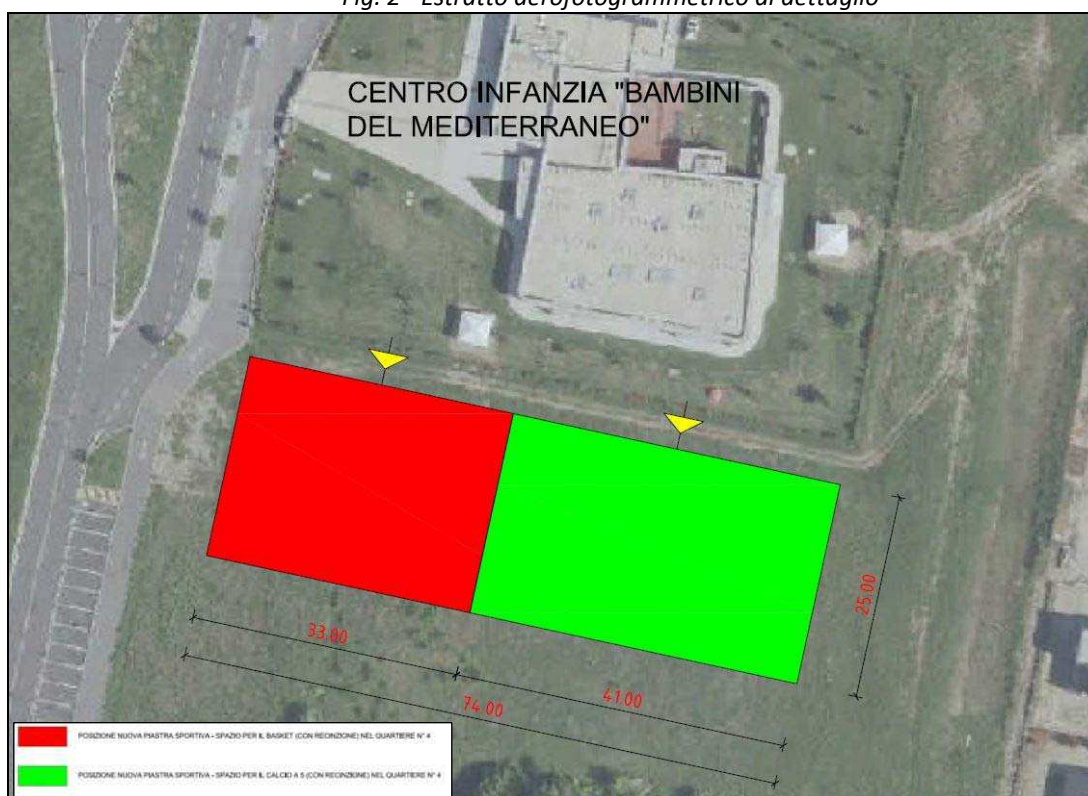 Fig. 2 - Estratto aerofotogrammetrico di dettaglio
CENTRO INFANZIA "BAMBINI
DEL MEDITERRANEO"
33.00
41.00
74.00
25.00
POSIZIONE NUOVA PIASTRA SPORTIVA - SPAZIO PER IL BASKET (CON RECINZIONE) NEL QUARTIERE N° 4
POSIZIONE NUOVA PIASTRA SPORTIVA - SPAZIO PER IL CALCIO A 5 (CON RECINZIONE) NEL QUARTIERE N° 4